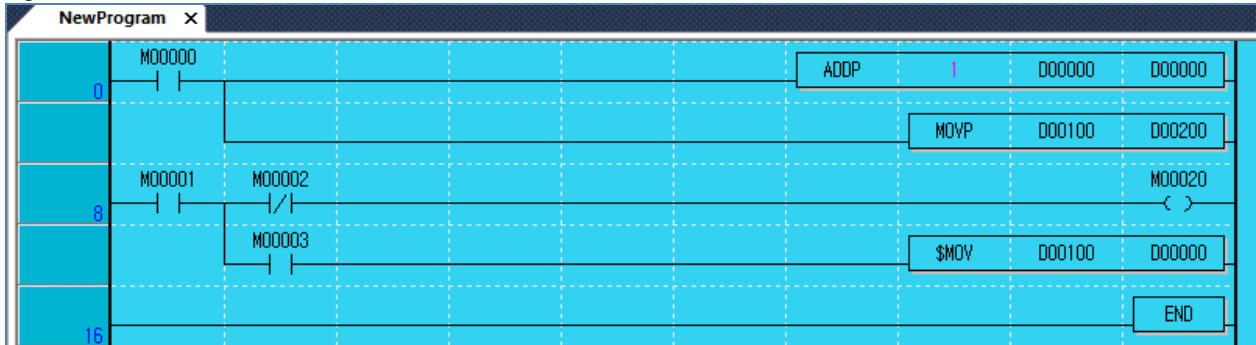 NewProgram ×
M00000
0 ADDP 1 D00000 D00000
MOVP D00100 D00200
M00001 M00002 M00020
8
M00003
$MOV D00100 D00000
END
16